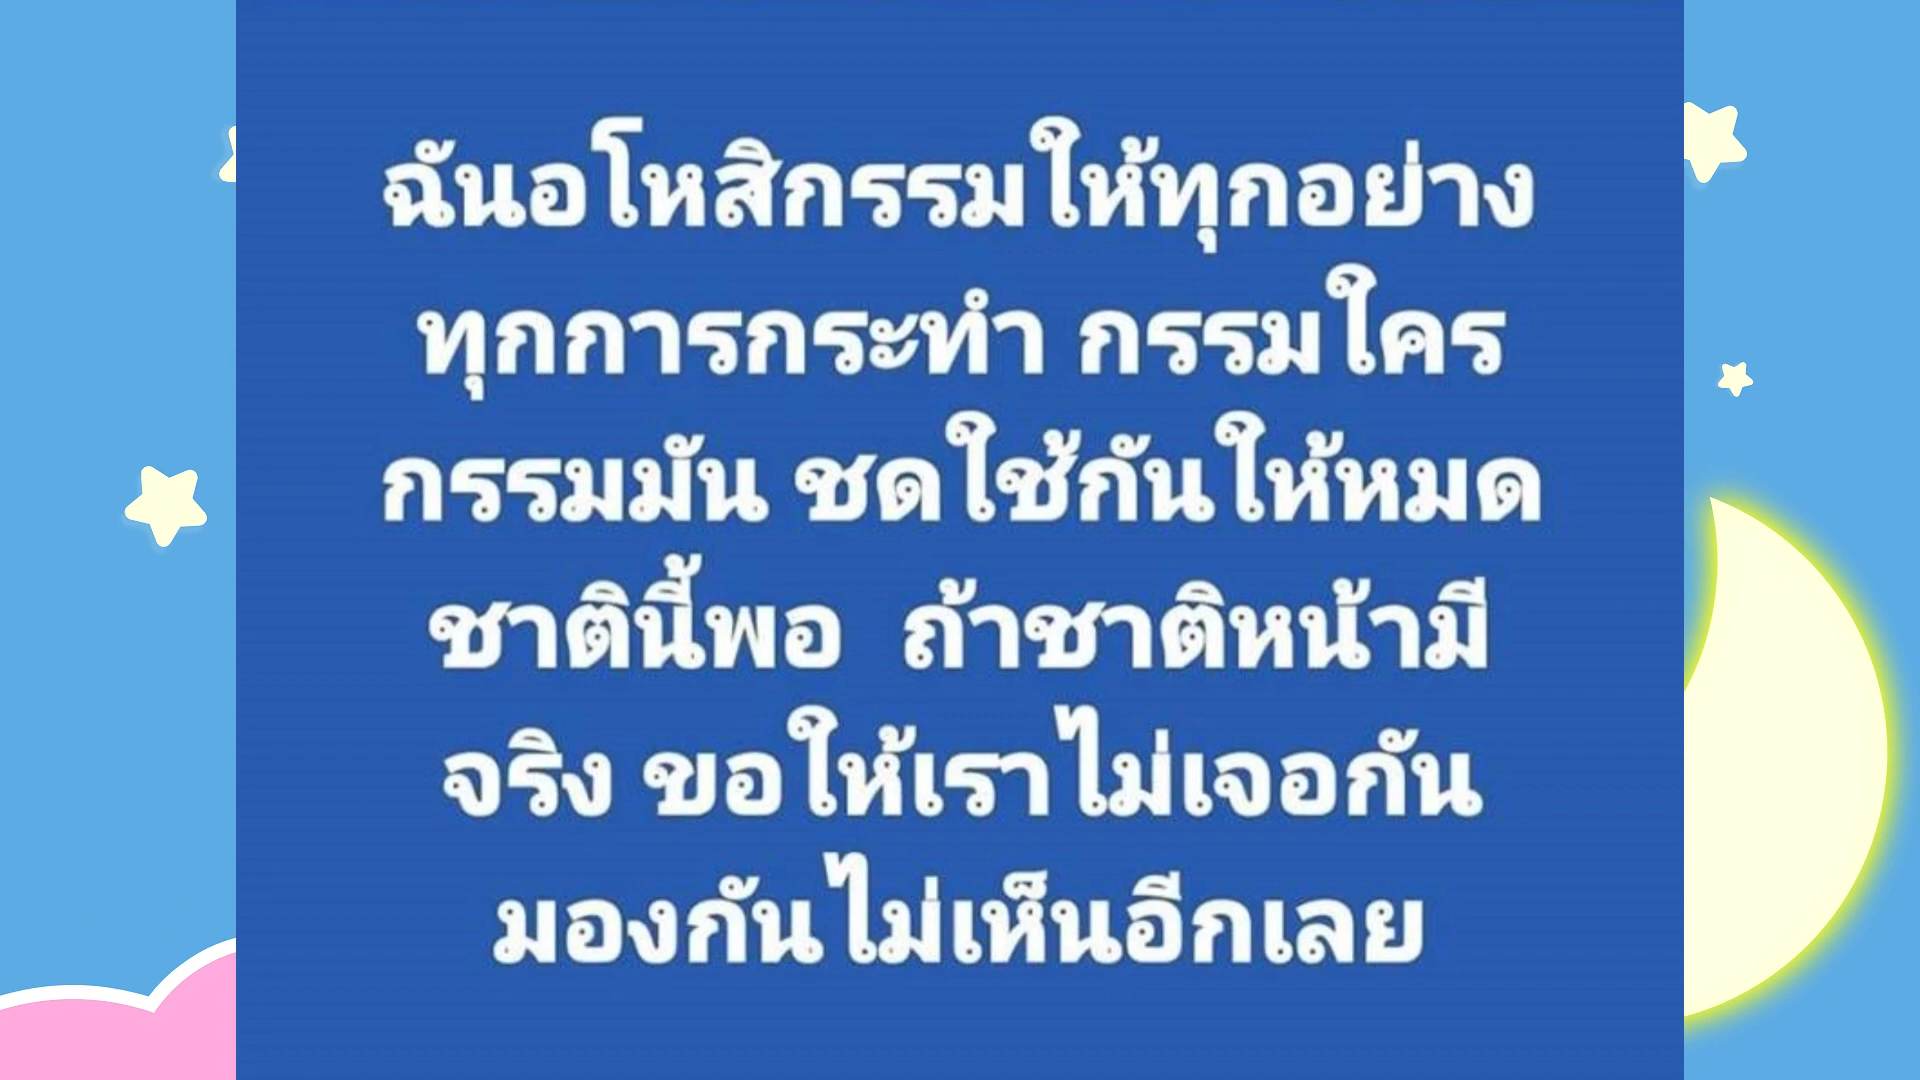 ฉันอโหสิกรรมให้ทุกอย่าง
ทุกการกระทำ กรรมใคร
กรรมมัน ชดใช้กันให้หมด
ชาตินี้พอ ถ้าชาติหน้ามี
จริง ขอให้เราไม่เจอกัน
มองกันไม่เห็นอีกเลย